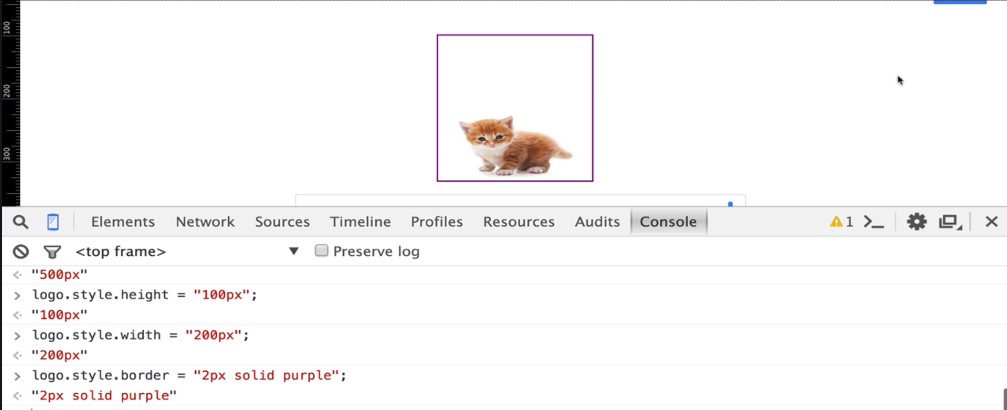 100
200
300
Elements Network Sources Timeline Profiles Resources Audits Console 1
<top frame> Preserve log
"500px"
logo.style.height = "100px";
"100px"
logo.style.width = "200px";
"200px"
logo.style.border = "2px solid purple";
"2px solid purple"